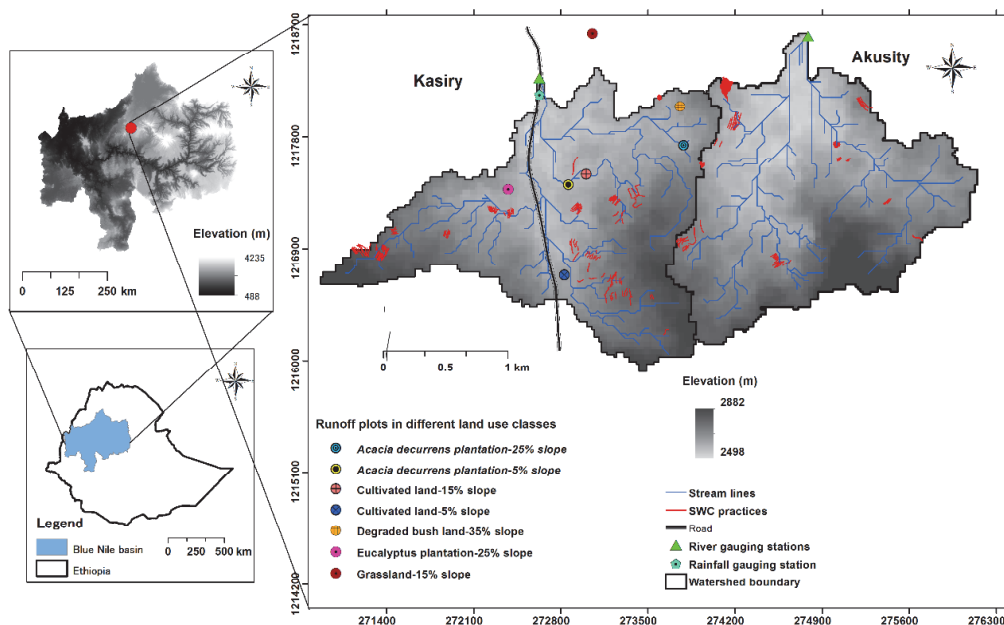 Elevation (m)
4235
488
0 125 250 km
Legend
Blue Nile basin
Ethiopia
0 250 500 km
Kasiry
Akusity
1218700
1217800
1216900
1216000
1215100
1214200
0 0.5 1 km
Elevation (m)
2882
2498
Runoff plots in different land use classes
Acacia decurrens plantation-25% slope
Acacia decurrens plantation-5% slope
Cultivated land-15% slope
Cultivated land-5% slope
Degraded bush land-35% slope
Eucalyptus plantation-25% slope
Grassland-15% slope
Stream lines
SWC practices
Road
River gauging stations
Rainfall gauging station
Watershed boundary
271400 272100 272800 273500 274200 274900 275600 276300